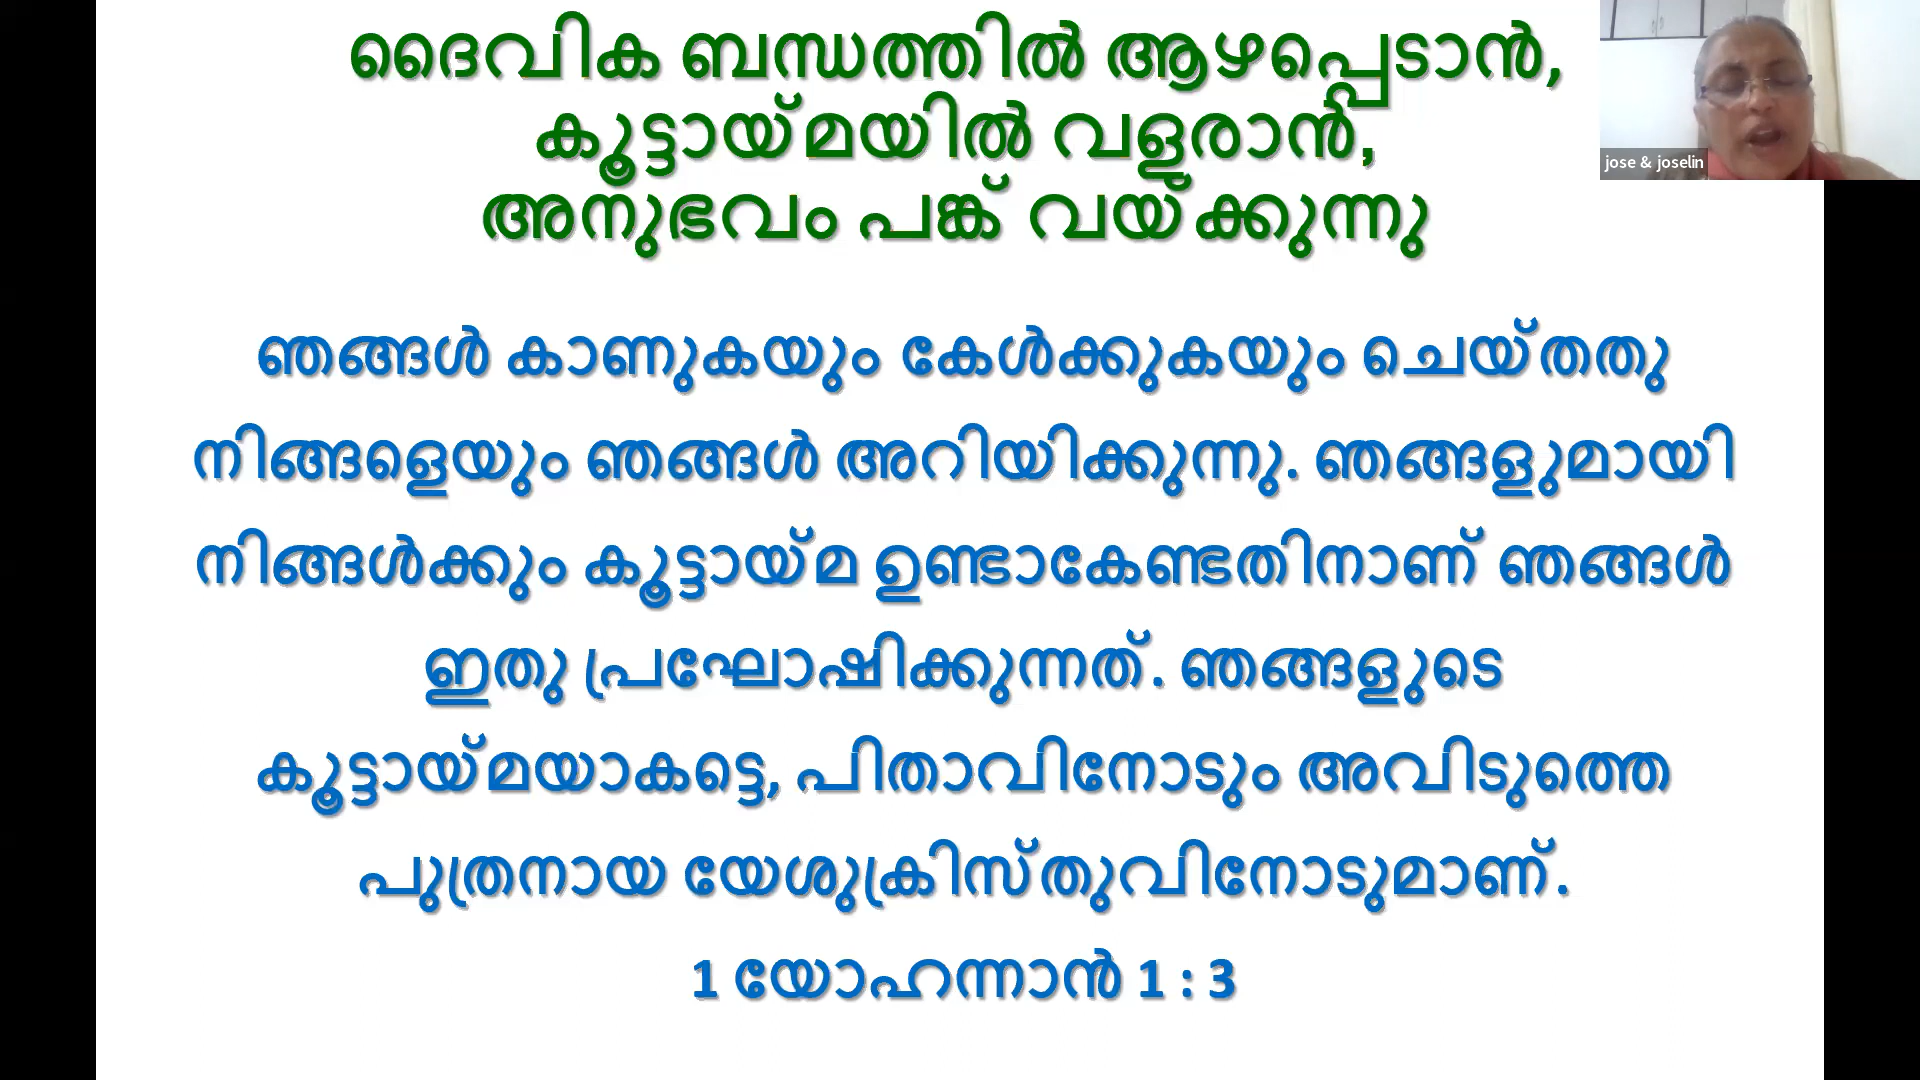 ദൈവിക ബന്ധത്തിൽ ആഴപ്പെടാൻ,
കൂട്ടായ്മയിൽ വളരാൻ,
അനുഭവം പങ്ക് വയ്ക്കുന്നു
jose & joselin
ഞങ്ങൾ കാണുകയും കേൾക്കുകയും ചെയ്തതു
നിങ്ങളെയും ഞങ്ങൾ അറിയിക്കുന്നു. ഞങ്ങളുമായി
നിങ്ങൾക്കും കൂട്ടായ്മ ഉണ്ടാകേണ്ടതിനാണ് ഞങ്ങൾ
ഇതു പ്രഘോഷിക്കുന്നത്. ഞങ്ങളുടെ
കൂട്ടായ്മയാകട്ടെ, പിതാവിനോടും അവിടുത്തെ
പുത്രനായ യേശുക്രിസ്തുവിനോടുമാണ്.
1 യോഹന്നാൻ 1 : 3